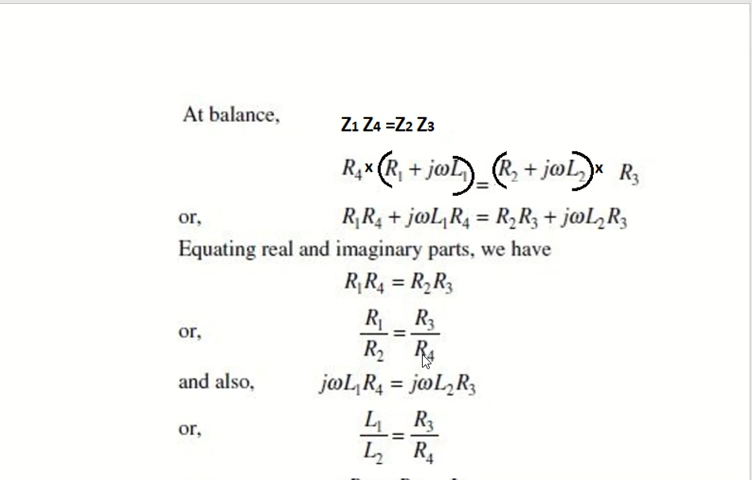 At balance,
Z1 Z4 =Z2 Z3
R₄ x (R₁ + jωL₁) = (R₂ + jωL₂) x R₃
or, R₁R₄ + jωL₁R₄ = R₂R₃ + jωL₂R₃
Equating real and imaginary parts, we have
R₁R₄ = R₂R₃
or, R₁/R₂ = R₃/R₄
and also, jωL₁R₄ = jωL₂R₃
or, L₁/L₂ = R₃/R₄